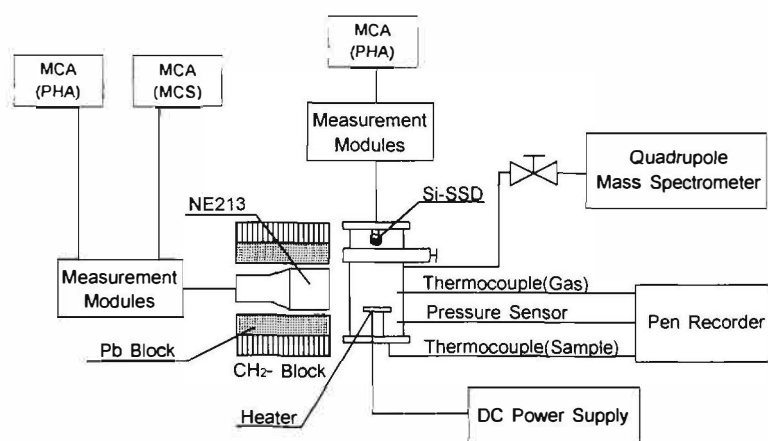 MCA
(PHA)
MCA
(PHA)
MCA
(MCS)
Measurement
Modules
Quadrupole
Mass Spectrometer
Si-SSD
NE213
Measurement
Modules
Thermocouple(Gas)
Pressure Sensor
Pen Recorder
Thermocouple(Sample)
Pb Block
CH2- Block
Heater
DC Power Supply